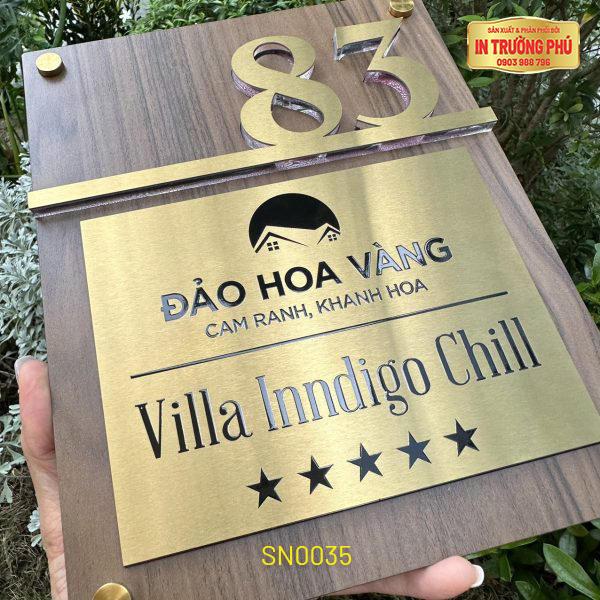 SẢN XUẤT & PHÂN PHỐI BỞI
IN TRƯỜNG PHÚ
0903 988 796
83
ĐẢO HOA VÀNG
CAM RANH, KHANH HOA
Villa Inndigo Chill
SN0035